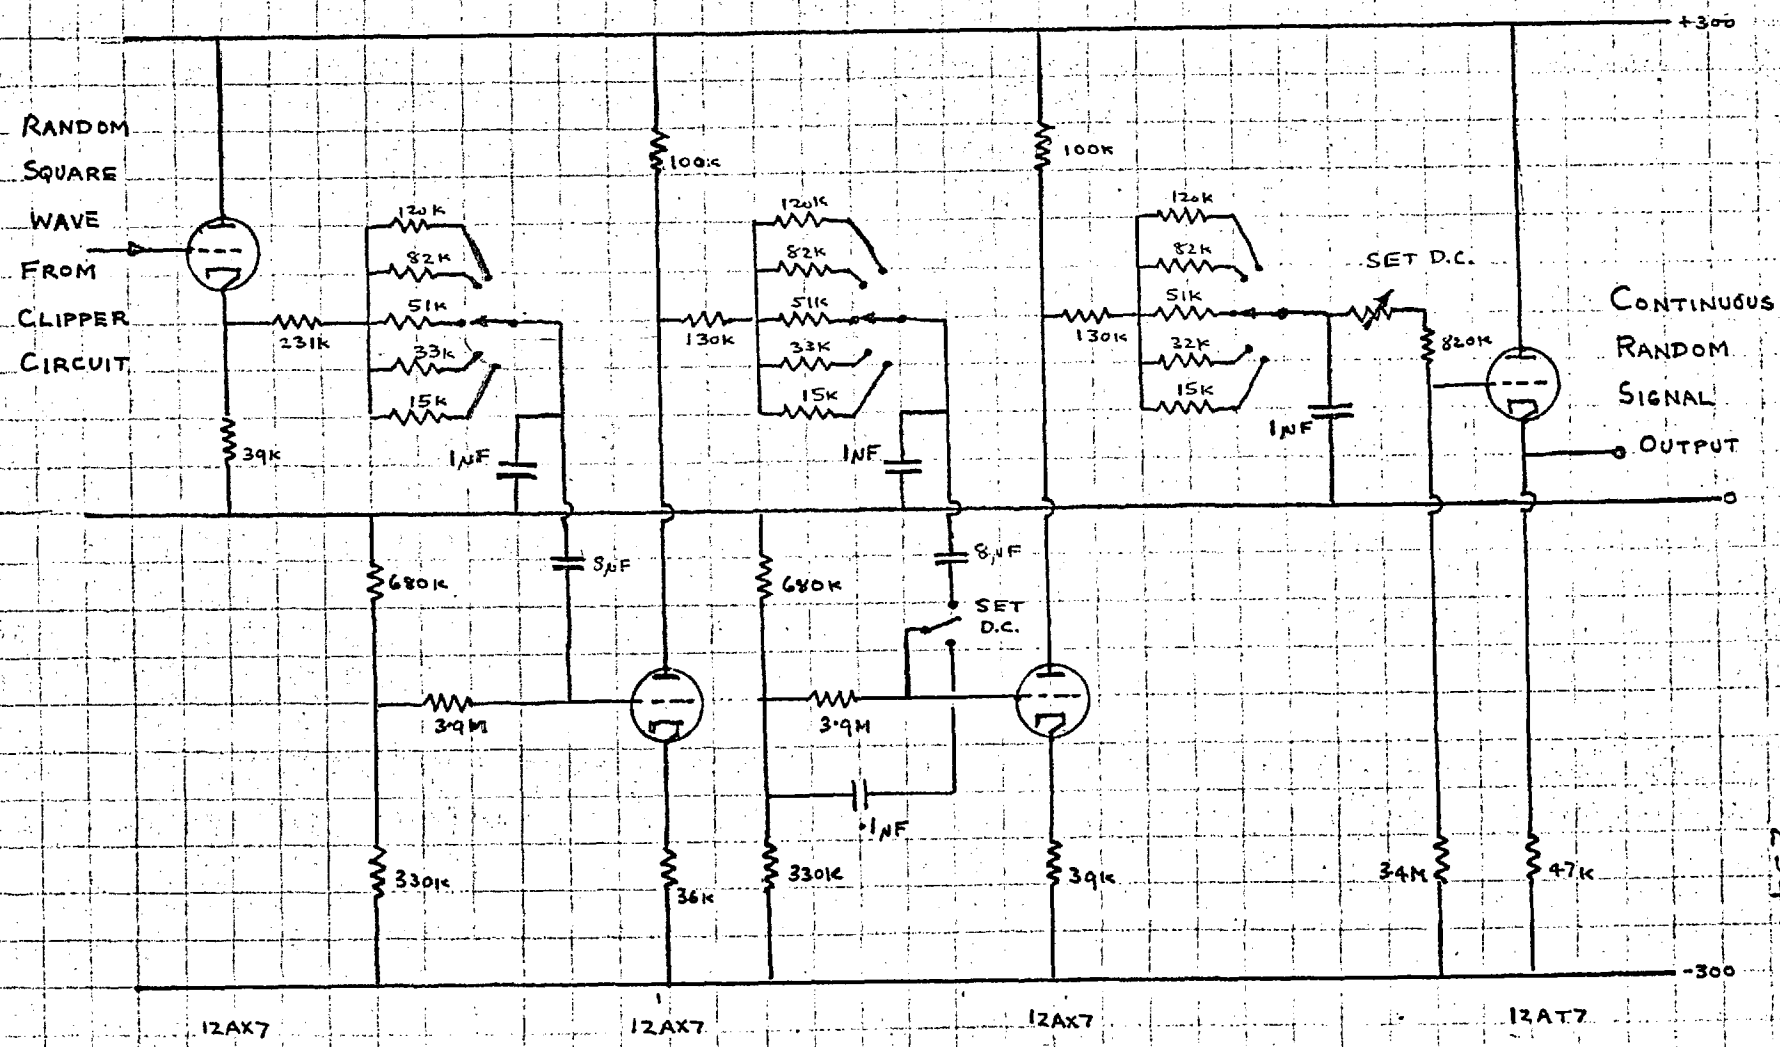 +300
RANDOM
SQUARE
WAVE
FROM
CLIPPER
CIRCUIT
100K
100K
120K
82K
51K
33K
15K
231K
39K
1µF
120K
82K
51K
33K
15K
130K
1µF
120K
82K
51K
32K
15K
130K
1µF
SET D.C.
820K
CONTINUOUS
RANDOM
SIGNAL
OUTPUT
0
680K
8µF
3.9M
330K
36K
680K
8µF
SET
D.C.
3.9M
.1µF
330K
39K
3.4M
47K
-300
12AX7
12AX7
12AX7
12AT7